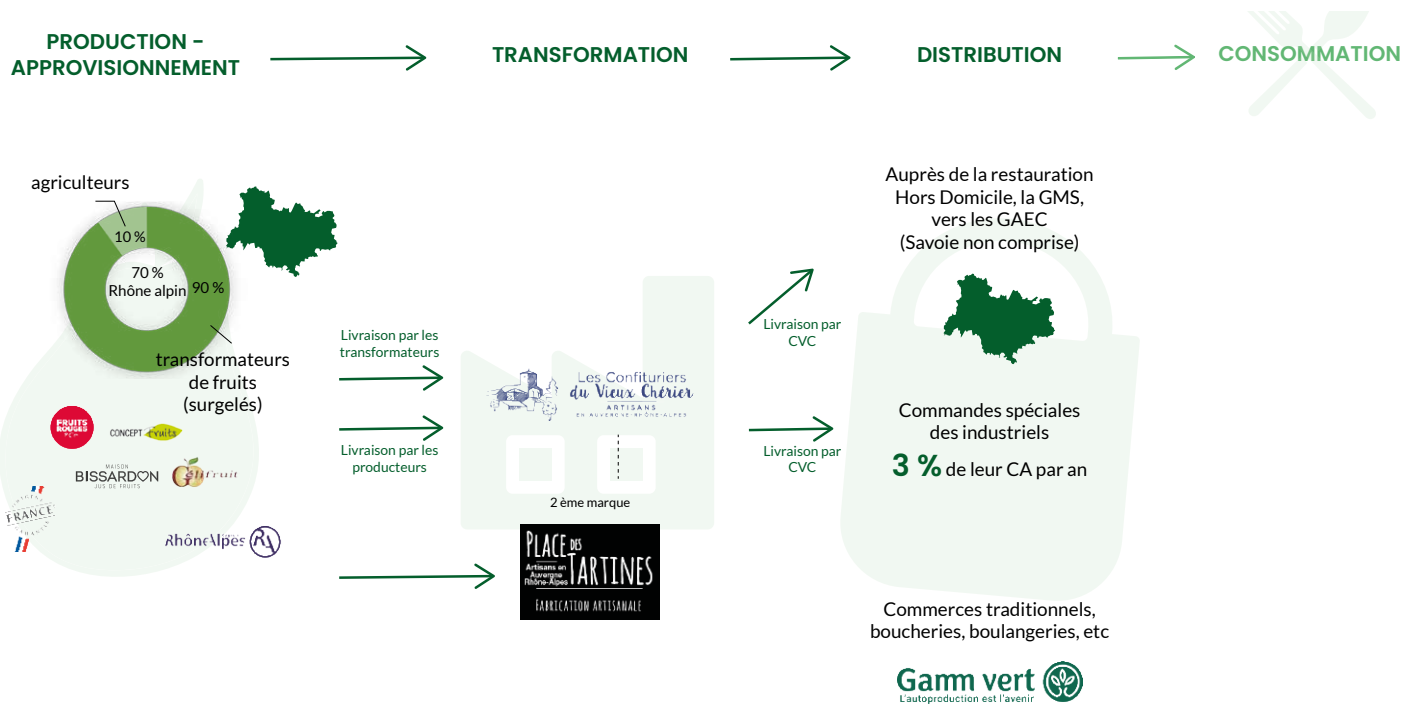 PRODUCTION –
APPROVISIONNEMENT
TRANSFORMATION
DISTRIBUTION
CONSOMMATION
agriculteurs
10 %
70 %
Rhône alpin
90 %
transformateurs
de fruits
(surgelés)
FRUITS
ROUGES
CONCEPT fruits
MAISON
BISSARDON
JUS DE FRUITS
Gélifruit
FRANCE
RhôneAlpes RA
Livraison par les
transformateurs
Livraison par les
producteurs
Les Confituriers
du Vieux Chérier
ARTISANS
EN AUVERGNE-RHÔNE-ALPES
2 ème marque
PLACE DES
TARTINES
Artisans en
Auvergne
Rhône-Alpes
FABRICATION ARTISANALE
Livraison par
CVC
Livraison par
CVC
Auprès de la restauration
Hors Domicile, la GMS,
vers les GAEC
(Savoie non comprise)
Commandes spéciales
des industriels
3 % de leur CA par an
Commerces traditionnels,
boucheries, boulangeries, etc
Gamm vert
L'autoproduction est l'avenir